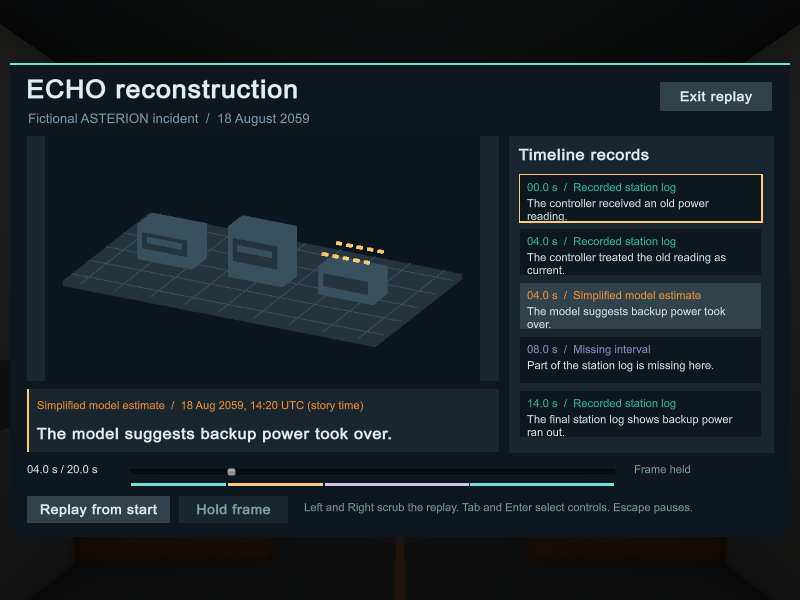 ECHO reconstruction
Exit replay
Fictional ASTERION incident / 18 August 2059
Timeline records
00.0 s / Recorded station log
The controller received an old power
reading.
04.0 s / Recorded station log
The controller treated the old reading as
current.
04.0 s / Simplified model estimate
The model suggests backup power took
over.
08.0 s / Missing interval
Part of the station log is missing here.
14.0 s / Recorded station log
The final station log shows backup power
ran out.
Simplified model estimate / 18 Aug 2059, 14:20 UTC (story time)
The model suggests backup power took over.
04.0 s / 20.0 s
Frame held
Replay from start
Hold frame
Left and Right scrub the replay. Tab and Enter select controls. Escape pauses.